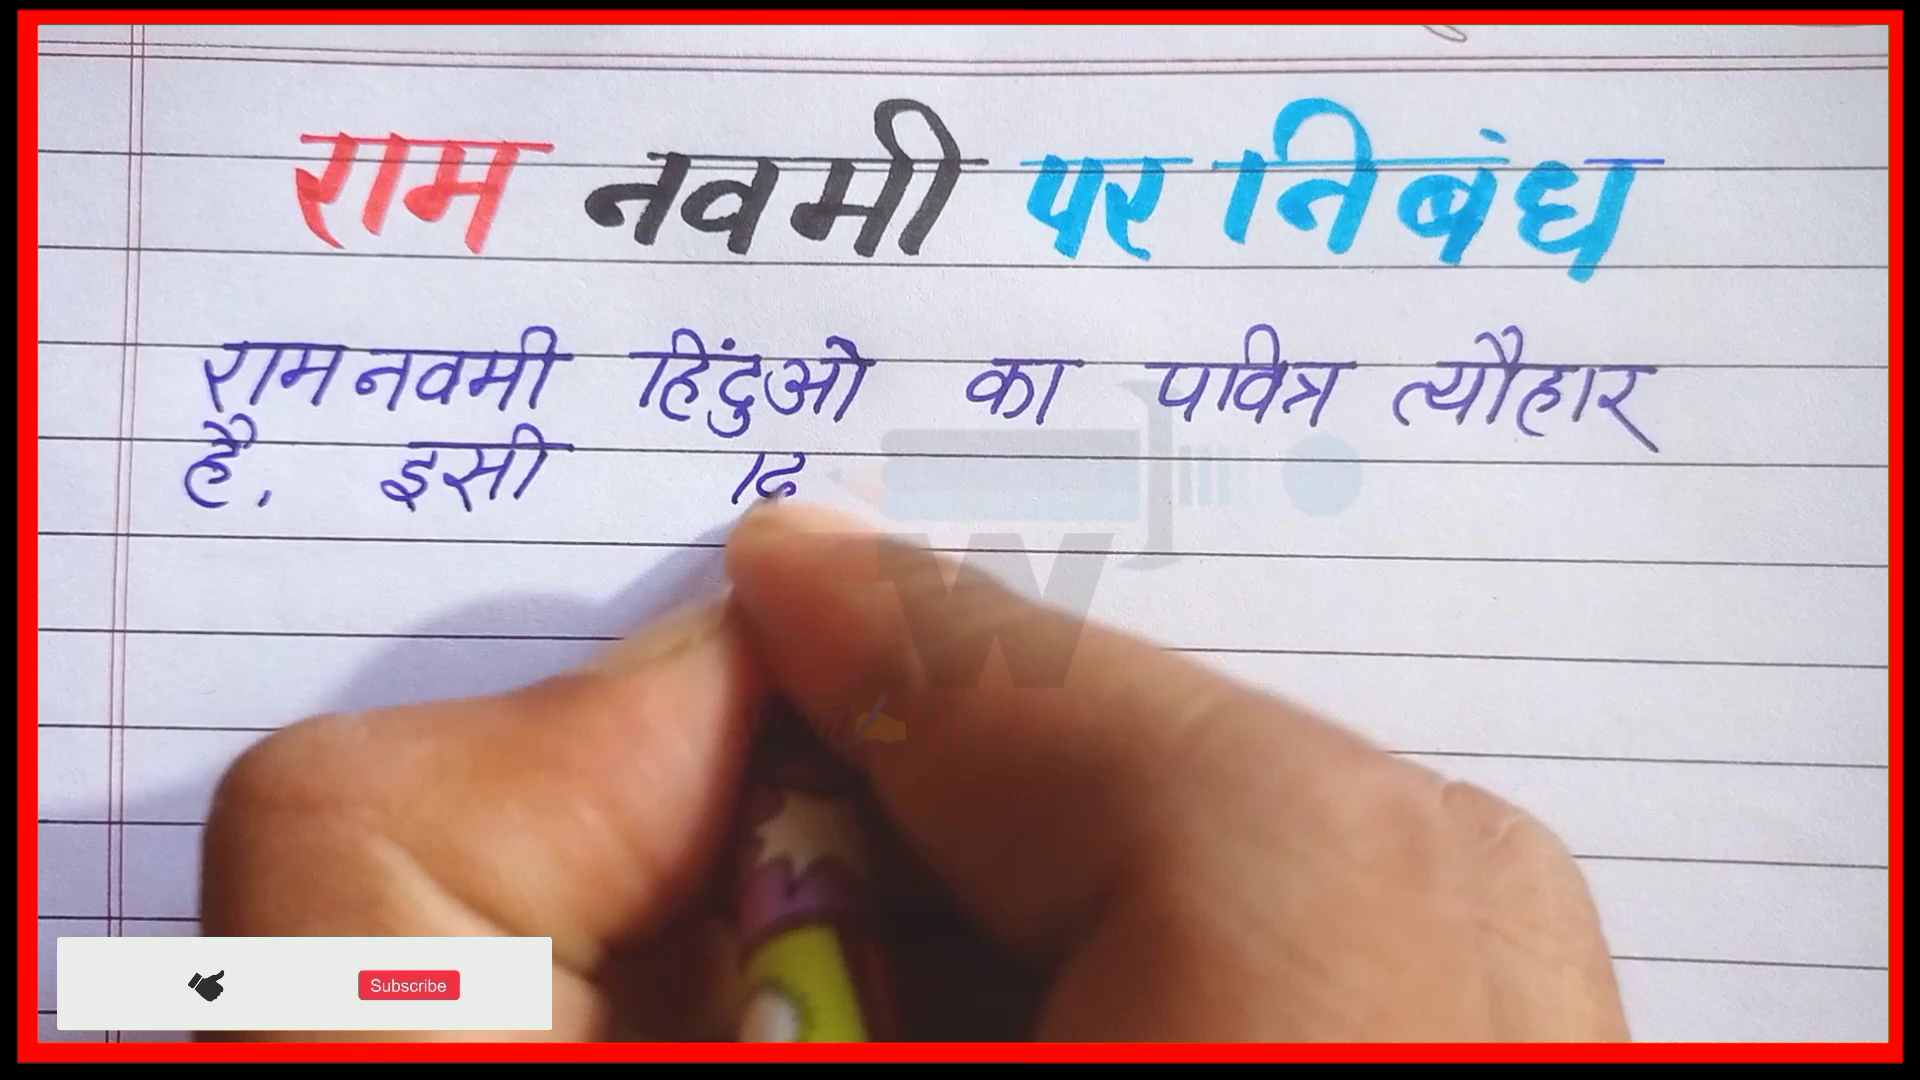 राम नवमी पर निबंध
रामनवमी हिंदुओ का पवित्र त्यौहार
है. इसी
W
Subscribe